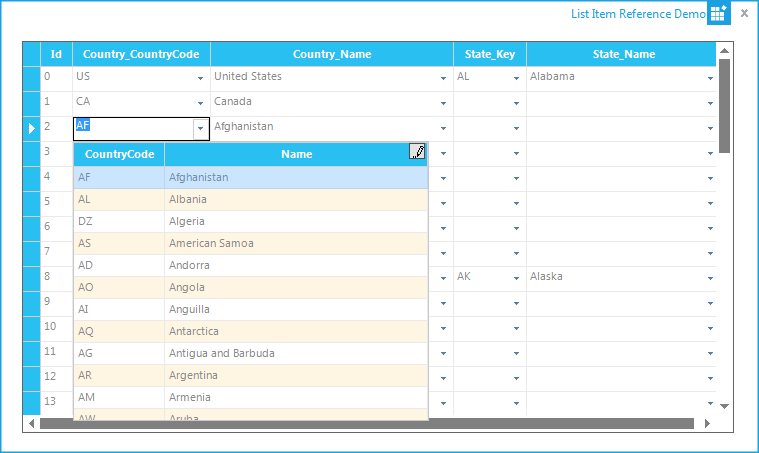 List Item Reference Demo
Id Country_CountryCode Country_Name State_Key State_Name
0 US United States AL Alabama
1 CA Canada
2 AF Afghanistan
3
CountryCode Name
4
AF Afghanistan
5
AL Albania
6
DZ Algeria
7
AS American Samoa
8 AK Alaska
AD Andorra
9
AO Angola
10
AI Anguilla
11
AQ Antarctica
12
AG Antigua and Barbuda
13
AR Argentina
AM Armenia
AW Aruba